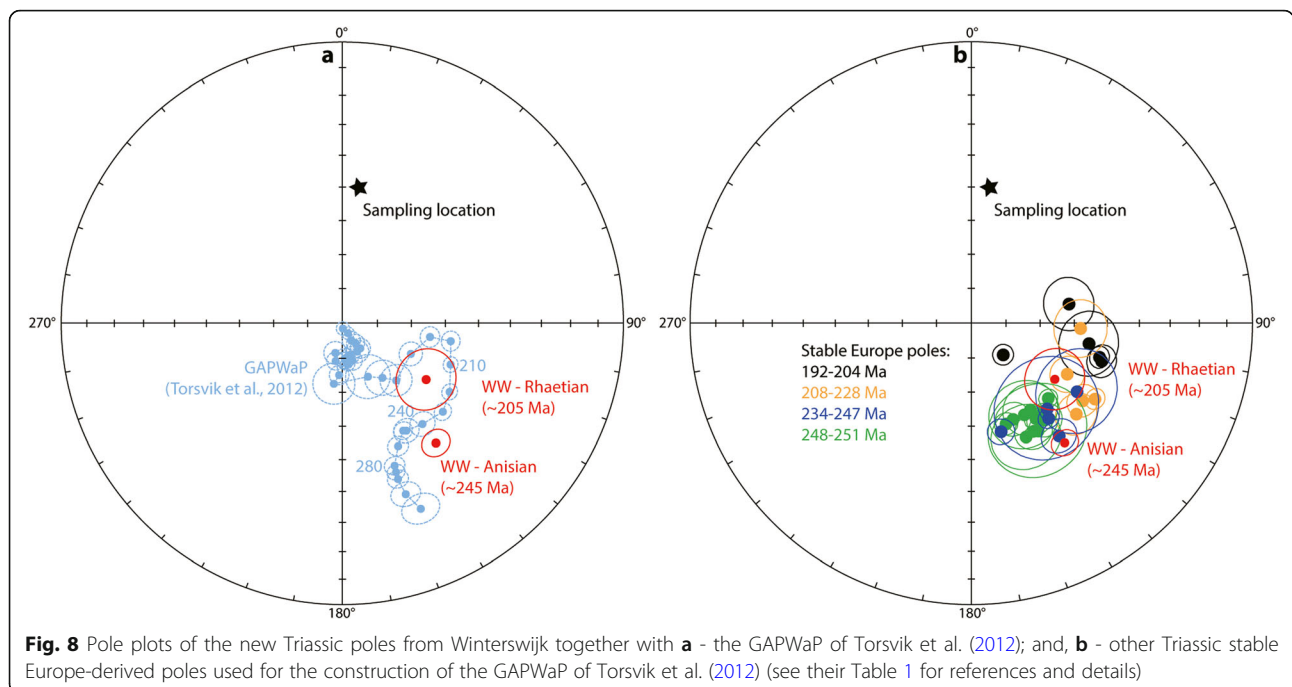 0°
a
Sampling location
270°
90°
210
GAPWaP
(Torsvik et al., 2012)
WW - Rhaetian
(~205 Ma)
240
280
WW - Anisian
(~245 Ma)
180°
0°
b
Sampling location
270°
90°
Stable Europe poles:
192-204 Ma
208-228 Ma
234-247 Ma
248-251 Ma
WW - Rhaetian
(~205 Ma)
WW - Anisian
(~245 Ma)
180°
Fig. 8 Pole plots of the new Triassic poles from Winterswijk together with a - the GAPWaP of Torsvik et al. (2012); and, b - other Triassic stable
Europe-derived poles used for the construction of the GAPWaP of Torsvik et al. (2012) (see their Table 1 for references and details)